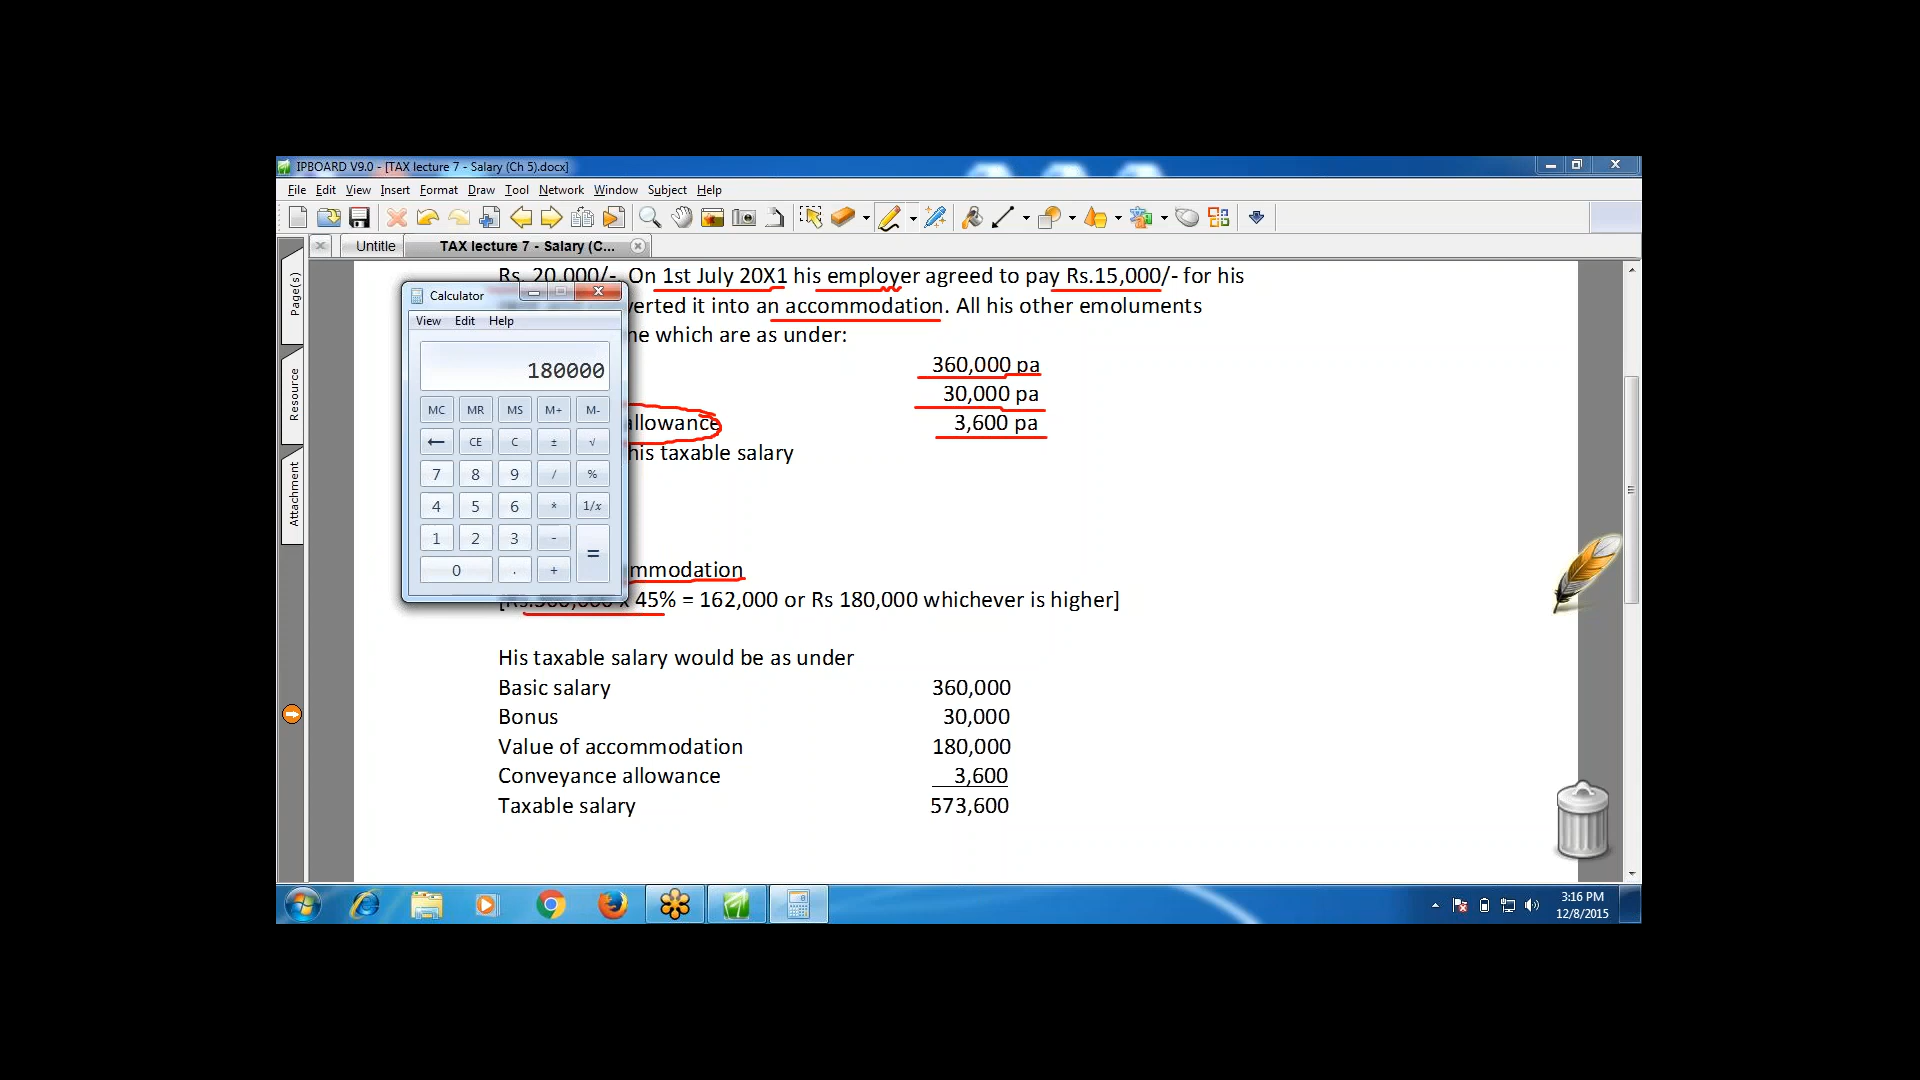 IPBOARD V9.0 - [TAX lecture 7 - Salary (Ch 5).docx]
File Edit View Insert Format Draw Tool Network Window Subject Help
Untitle TAX lecture 7 - Salary (C...
Page(s)
Resource
Attachment
Rs. 20,000/- On 1st July 20X1 his employer agreed to pay Rs.15,000/- for his
verted it into an accommodation. All his other emoluments
ne which are as under:
360,000 pa
30,000 pa
allowance 3,600 pa
his taxable salary
mmodation
[Rs.360,000 x 45% = 162,000 or Rs 180,000 whichever is higher]
His taxable salary would be as under
Basic salary 360,000
Bonus 30,000
Value of accommodation 180,000
Conveyance allowance 3,600
Taxable salary 573,600
Calculator
View Edit Help
180000
MC MR MS M+ M-
← CE C ± √
7 8 9 / %
4 5 6 * 1/x
1 2 3 - =
0 . +
3:16 PM
12/8/2015